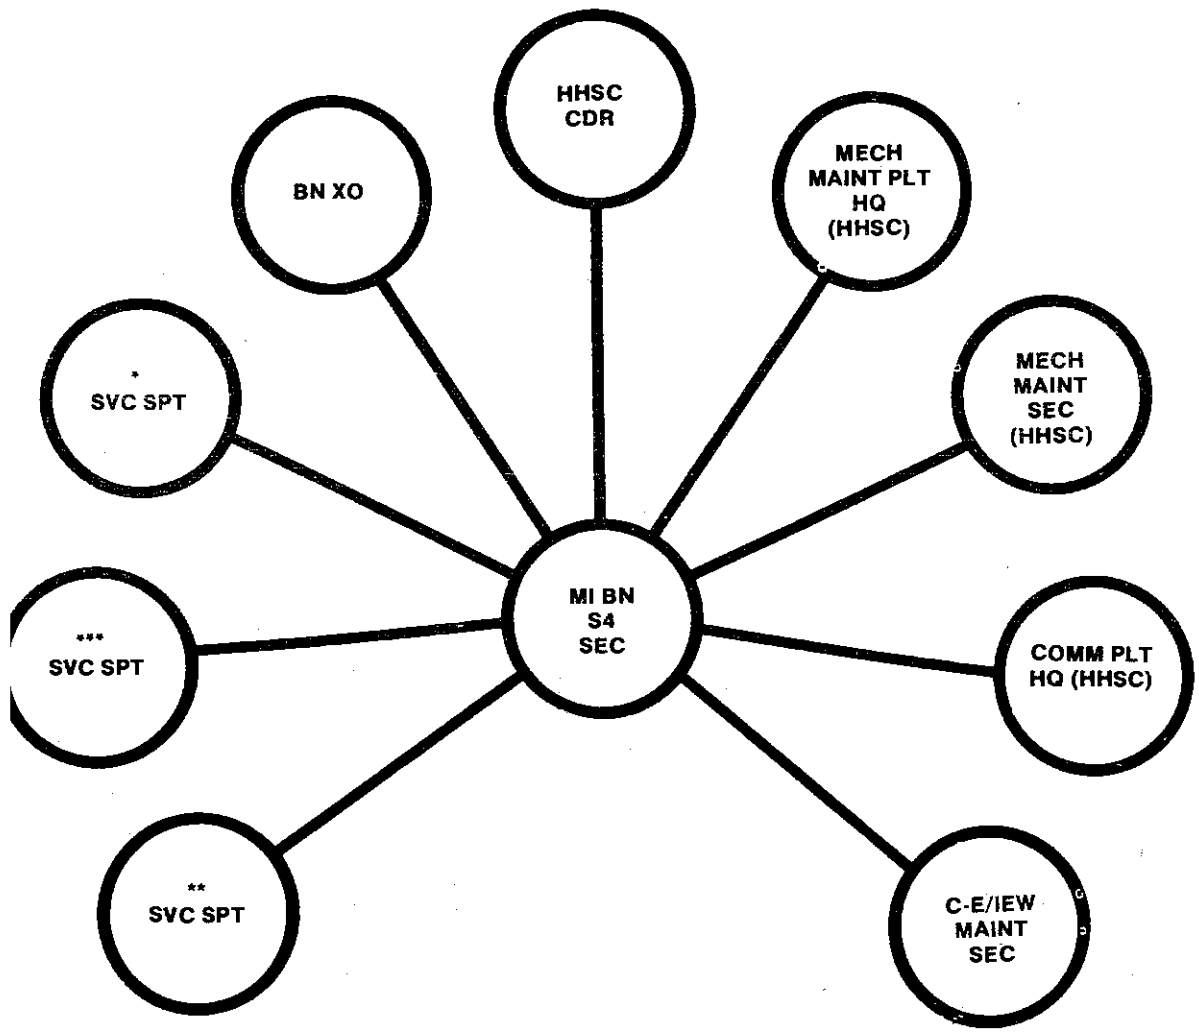 HHSC
CDR
BN XO
MECH
MAINT PLT
HQ
(HHSC)
*
SVC SPT
MECH
MAINT
SEC
(HHSC)
MI BN
S4
SEC
***
SVC SPT
COMM PLT
HQ (HHSC)
**
SVC SPT
C-E/IEW
MAINT
SEC